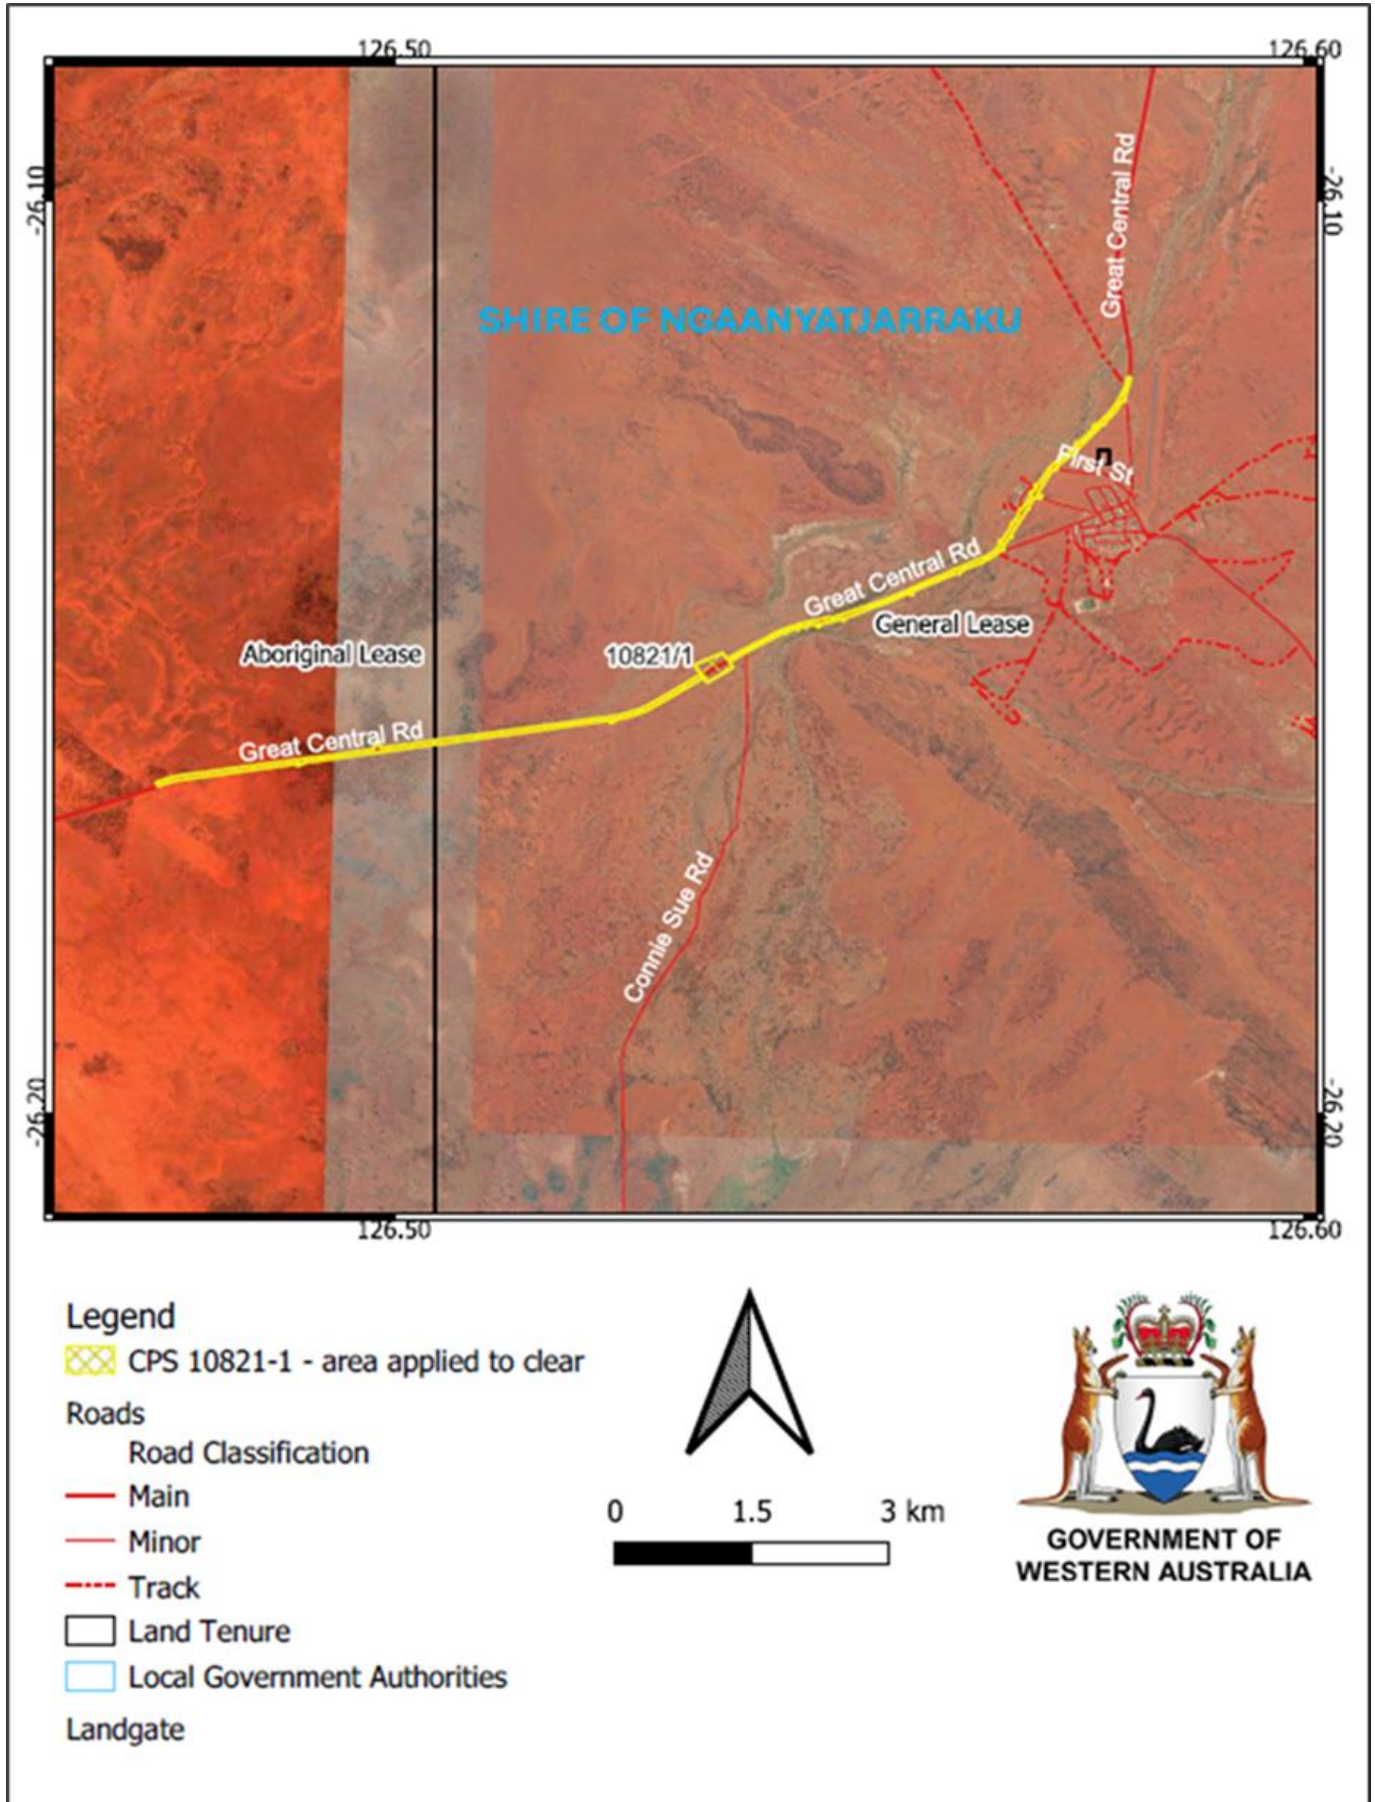 126.50
126.60
-26.10
-26.10
Great Central Rd
SHIRE OF NGAANYATJARRAKU
First St
Great Central Rd
General Lease
Aboriginal Lease
10821/1
Great Central Rd
Connie Sue Rd
-26.20
-26.20
126.50
126.60
Legend
CPS 10821-1 - area applied to clear
Roads
Road Classification
Main
Minor
Track
Land Tenure
Local Government Authorities
Landgate
0 1.5 3 km
GOVERNMENT OF
WESTERN AUSTRALIA